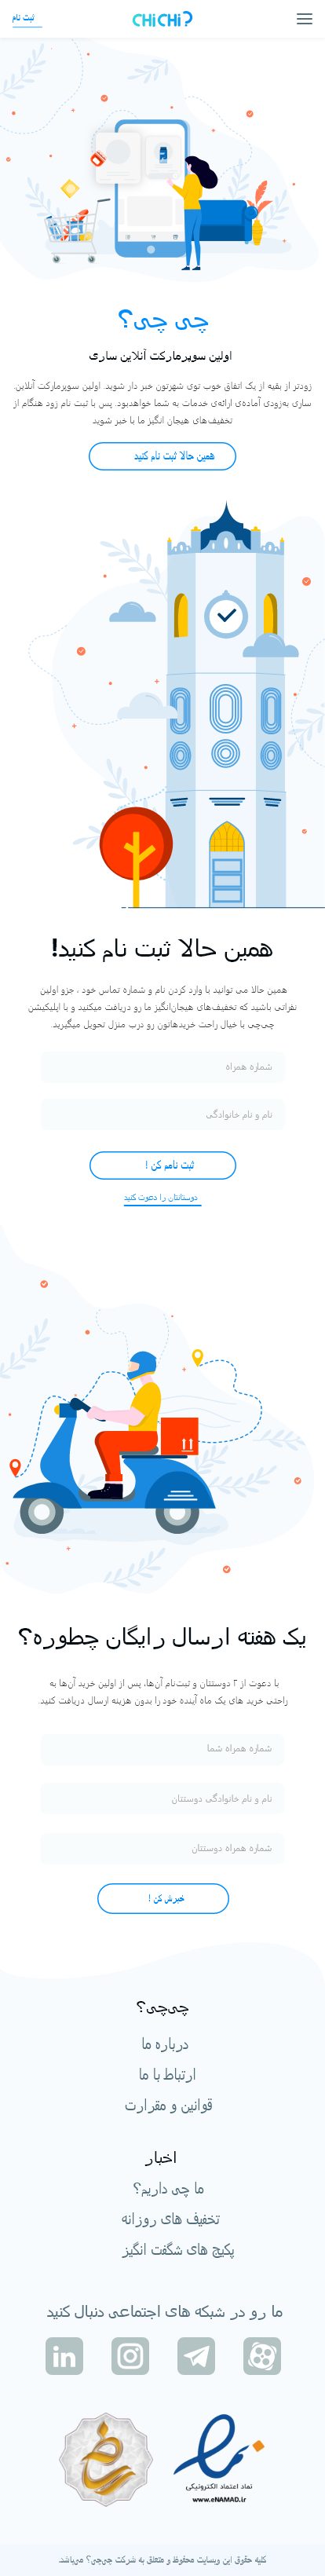 ثبت نام
CHiCHi?
چی چی؟
اولین سوپرمارکت آنلاین ساری
زودتر از بقیه از یک اتفاق خوب توی شهرتون خبر دار شوید. اولین سوپرمارکت آنلاین
ساری به‌زودی آماده‌ی ارائه‌ی خدمات به شما خواهدبود. پس با ثبت نام زود هنگام از
تخفیف‌های هیجان انگیز ما با خبر شوید
همین حالا ثبت نام کنید
همین حالا ثبت نام کنید!
همین حالا می توانید با وارد کردن نام و شماره تماس خود ، جزو اولین
نفراتی باشید که تخفیف‌های هیجان‌انگیز ما رو دریافت میکنید و با اپلیکیشن
چی‌چی با خیال راحت خریدهاتون رو درب منزل تحویل میگیرید.
شماره همراه
نام و نام خانوادگی
ثبت نامم کن !
دوستانتان را دعوت کنید
یک هفته ارسال رایگان چطوره؟
با دعوت از ۲ دوستتان و ثبت‌نام آن‌ها، پس از اولین خرید آن‌ها به
راحتی خرید های یک ماه آینده خود را بدون هزینه ارسال دریافت کنید.
شماره همراه شما
نام و نام خانوادگی دوستتان
شماره همراه دوستتان
خبرش کن !
چی‌چی؟
درباره ما
ارتباط با ما
قوانین و مقرارت
اخبار
ما چی داریم؟
تخفیف های روزانه
پکیج های شگفت انگیز
ما رو در شبکه های اجتماعی دنبال کنید
نماد اعتماد الکترونیکی
www.eNAMAD.ir
کلیه حقوق این وبسایت محفوظ و متعلق به شرکت چی‌چی؟ می‌باشد.